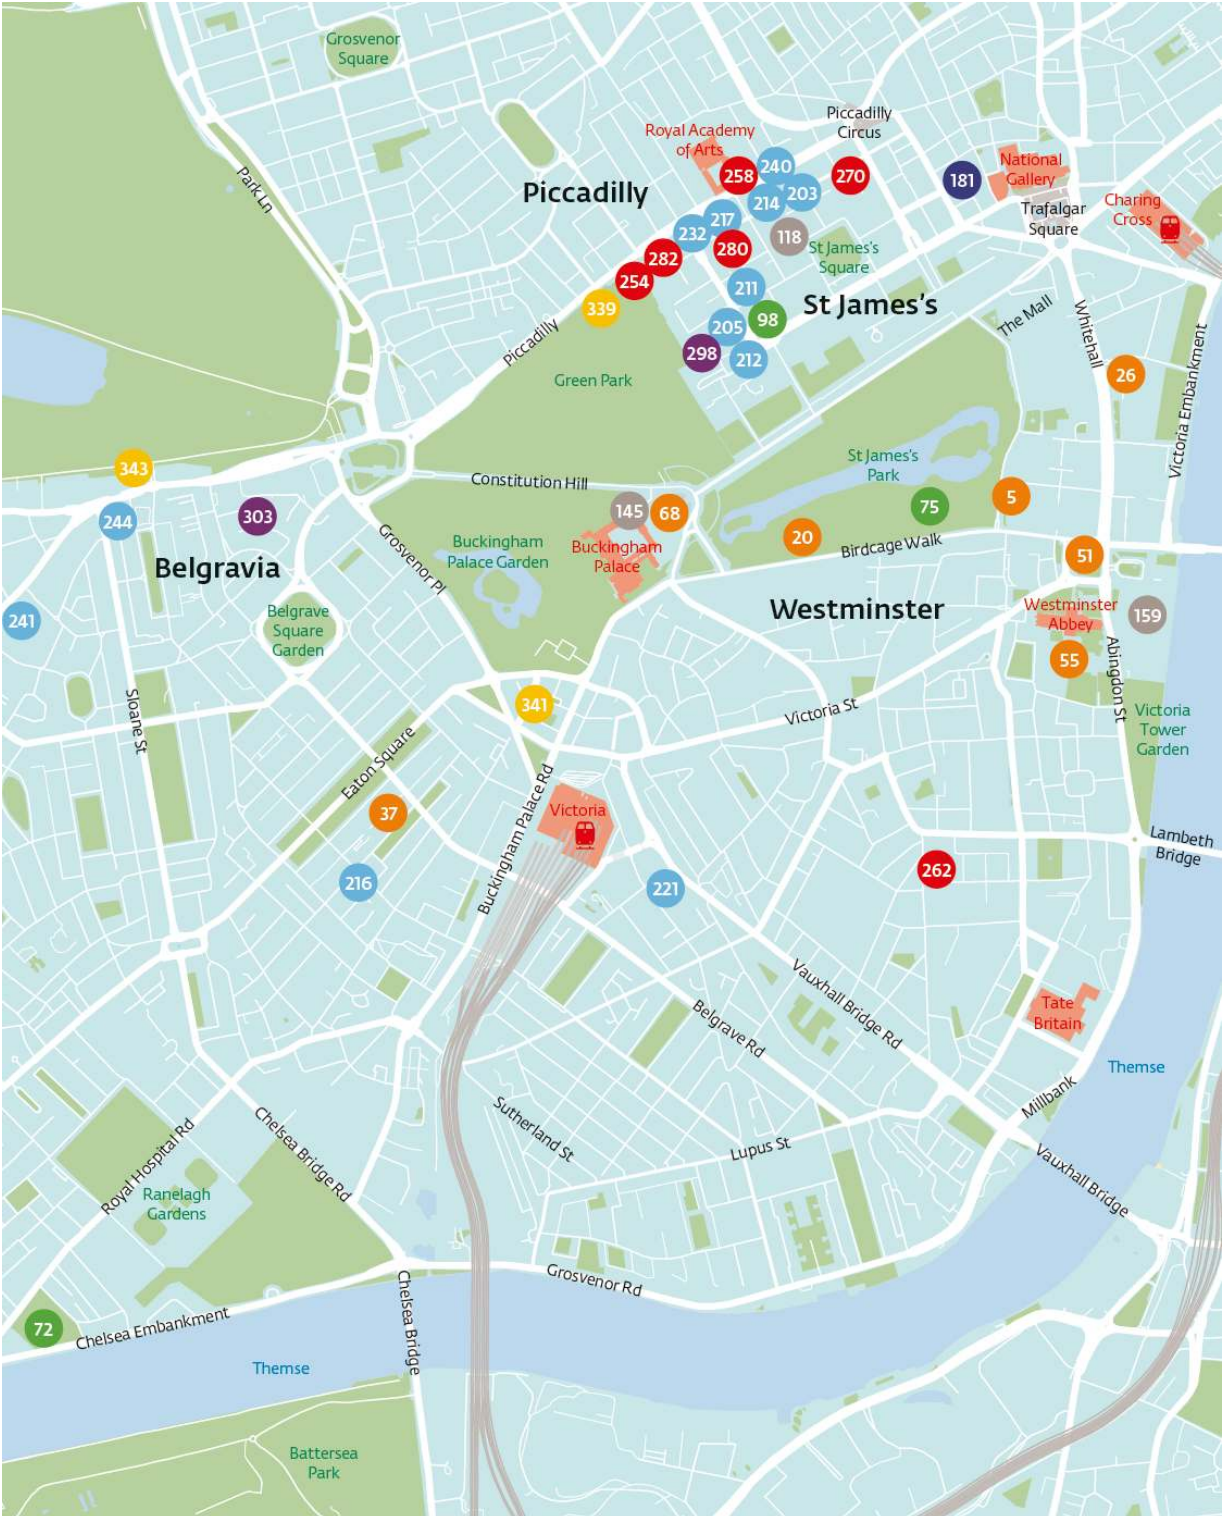 Grosvenor
Square
Piccadilly
Circus
Royal Academy
of Arts
240
258
270
181
National
Gallery
Park Ln
Piccadilly
203
214
217
232
118
280
Trafalgar
Square
Charing
Cross
St James's
Square
282
254
211
339
98
St James's
The Mall
Whitehall
205
298
212
Piccadilly
Green Park
26
Victoria Embankment
343
244
303
Constitution Hill
St James's
Park
145
68
75
5
20
Birdcage Walk
Belgravia
Grosvenor Pl
Buckingham
Palace Garden
Buckingham
Palace
51
241
Belgrave
Square
Garden
Westminster
Westminster
Abbey
159
55
Abingdon St
Sloane St
341
Victoria St
Victoria
Tower
Garden
Eaton Square
37
Buckingham Palace Rd
Victoria
Lambeth
Bridge
216
221
262
Vauxhall Bridge Rd
Belgrave Rd
Tate
Britain
Themse
Millbank
Sutherland St
Lupus St
Vauxhall Bridge
Royal Hospital Rd
Chelsea Bridge Rd
Ranelagh
Gardens
Grosvenor Rd
72
Chelsea Embankment
Chelsea Bridge
Themse
Battersea
Park